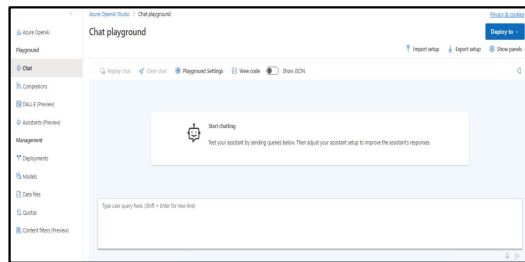 Azure OpenAI Studio > Chat playground
Privacy & cookies
Azure OpenAI
Chat playground
Deploy to
Playground
Import setup
Export setup
Show panels
Chat
Replay chat
Clear chat
Playground Settings
View code
Show JSON
Completions
DALL·E (Preview)
Assistants (Preview)
Start chatting
Test your assistant by sending queries below. Then adjust your assistant setup to improve the assistant's responses.
Management
Deployments
Models
Data files
Type user query here. (Shift + Enter for new line)
Quotas
Content filters (Preview)